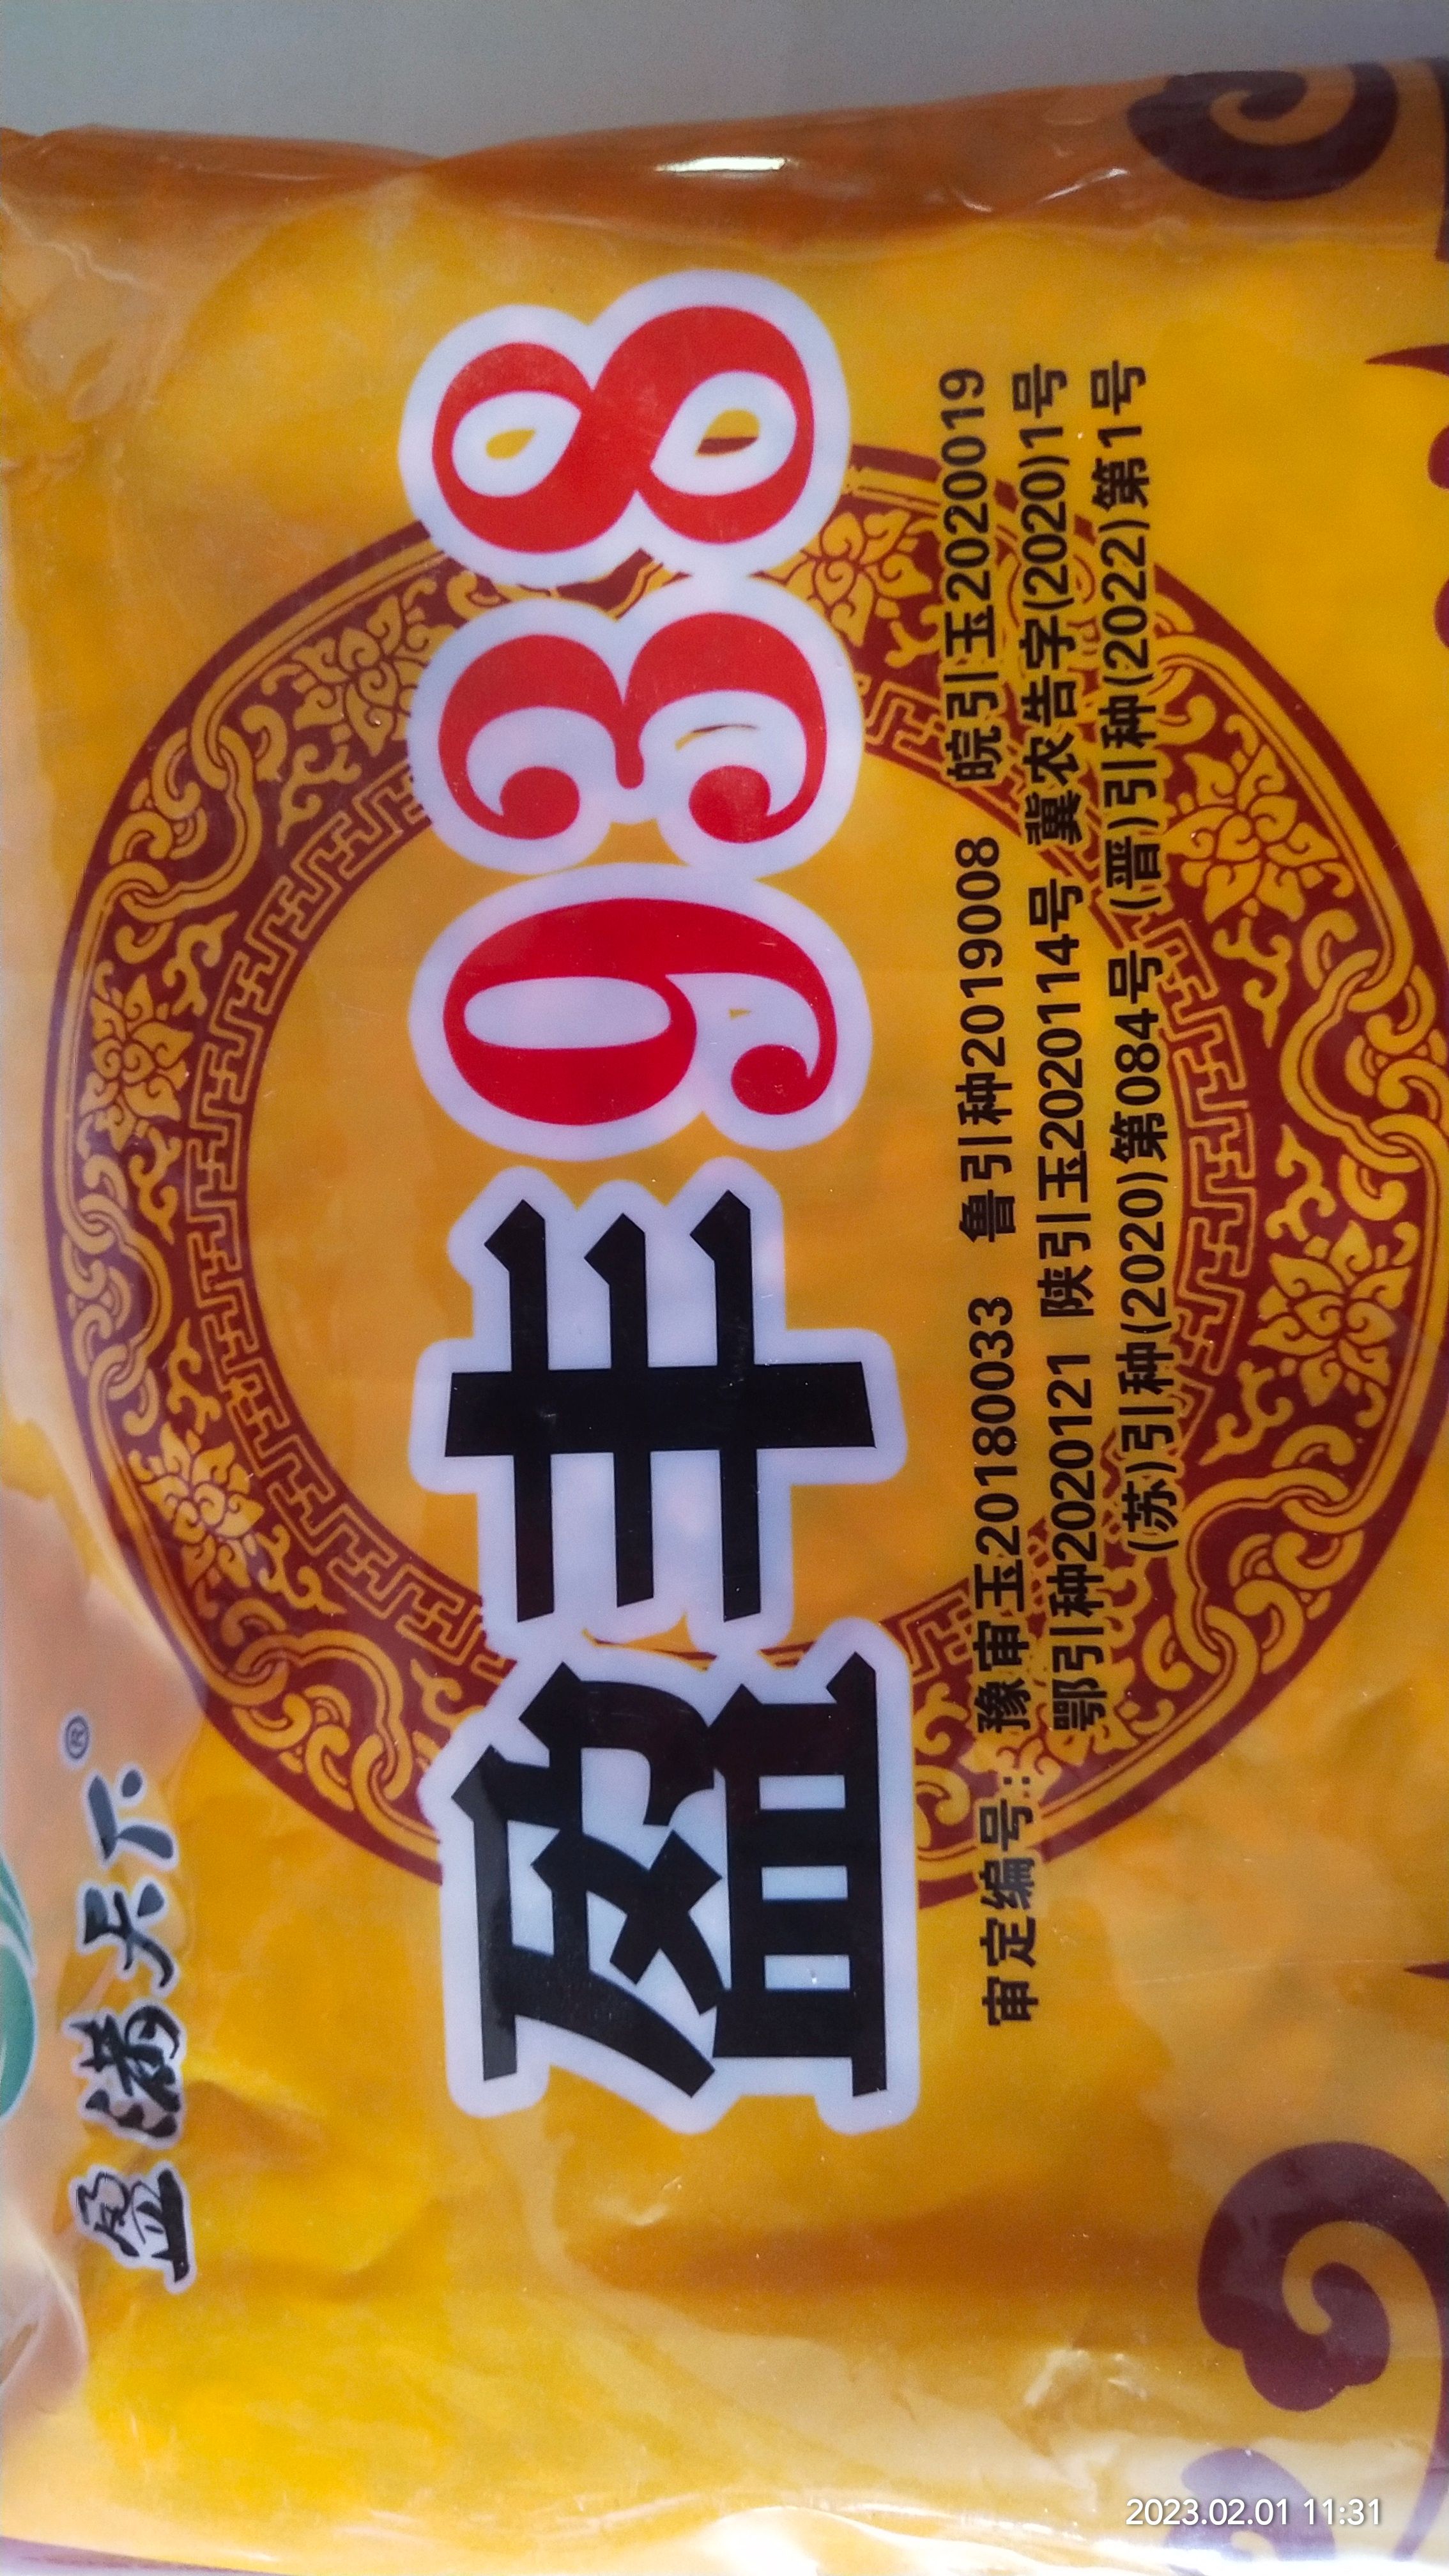 盈满天下®
盈丰938
审定编号: 豫审玉20180033 鲁引种2019008 皖引玉2020019
鄂引种2020121 陕引玉2020114号 冀农告字(2020)1号
(苏)引种(2020)第084号 (晋)引种(2022)第1号
2023.02.01 11:31